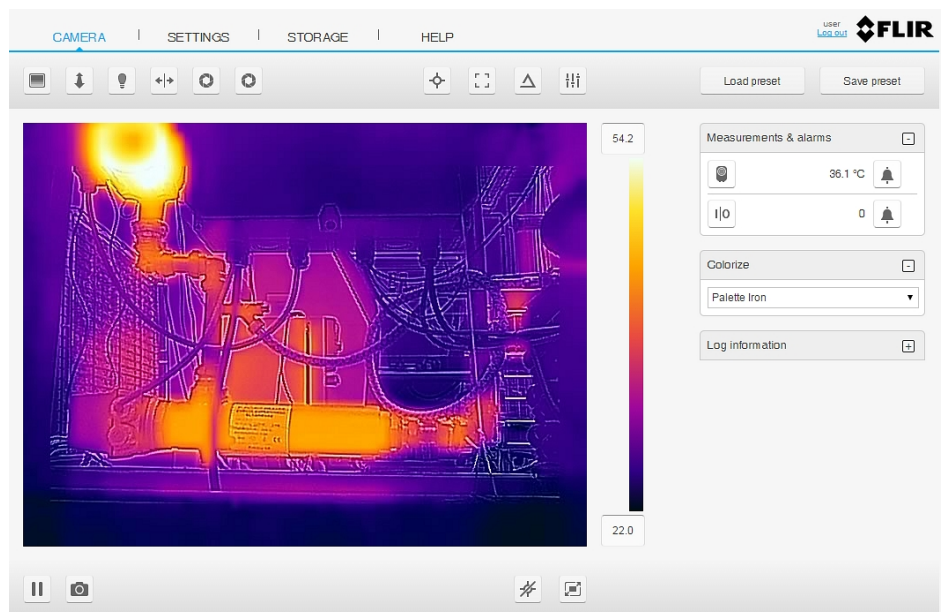 CAMERA
SETTINGS
STORAGE
HELP
user
Log out
FLIR
Load preset
Save preset
54.2
22.0
Measurements & alarms
36.1 °C
I|O
0
Colorize
Palette Iron
Log information